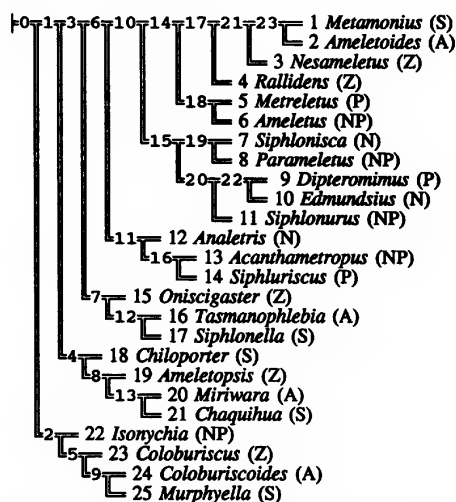 0 1 3 6 10 14 17 21 23 1 Metamonius (S)
2 Ameletoides (A)
3 Nesameletus (Z)
4 Rallidens (Z)
18 5 Metreletus (P)
6 Ameletus (NP)
15 19 7 Siphlonisca (N)
8 Parameletus (NP)
20 22 9 Dipteromimus (P)
10 Edmundsius (N)
11 Siphlonurus (NP)
11 12 Analetris (N)
16 13 Acanthametropus (NP)
14 Siphluriscus (P)
7 15 Oniscigaster (Z)
12 16 Tasmanophlebia (A)
17 Siphlonella (S)
4 18 Chiloporter (S)
8 19 Ameletopsis (Z)
13 20 Miriwara (A)
21 Chaquihua (S)
2 22 Isonychia (NP)
5 23 Coloburiscus (Z)
9 24 Coloburiscoides (A)
25 Murphyella (S)